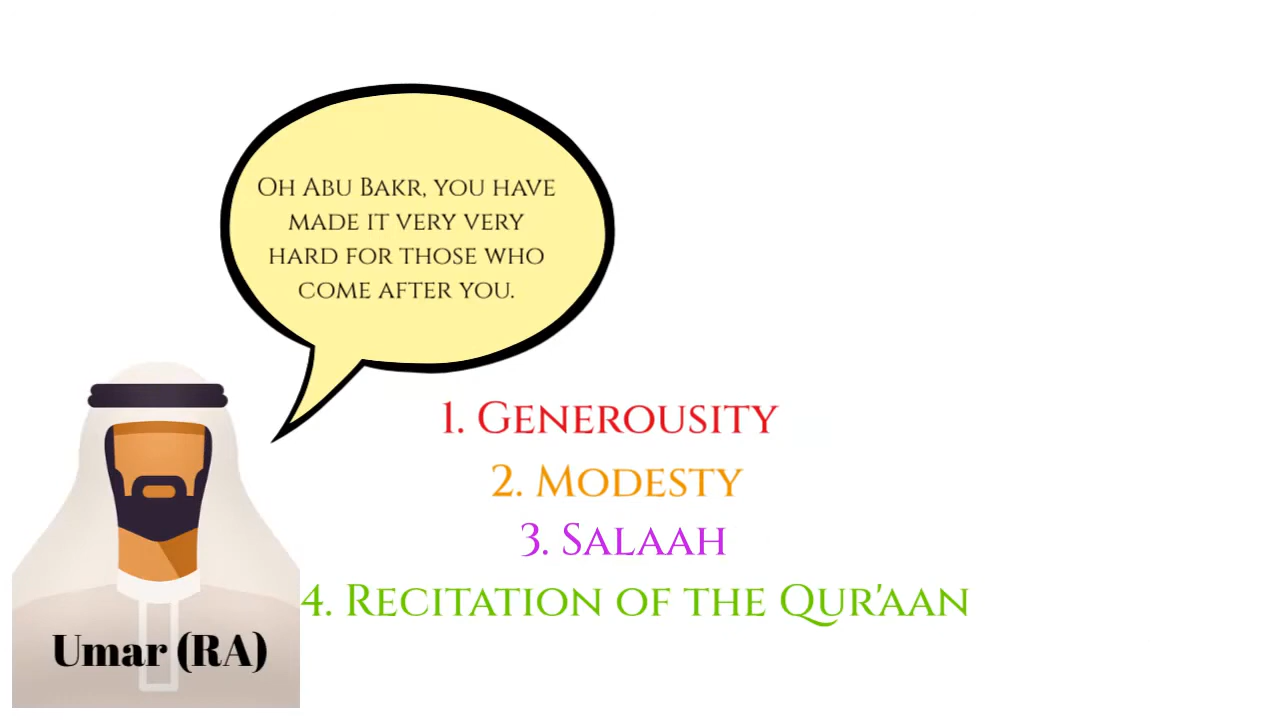 Oh Abu Bakr, you have
made it very very
hard for those who
come after you.
1. Generousity
2. Modesty
3. Salaah
4. Recitation of the Qur'aan
Umar (RA)